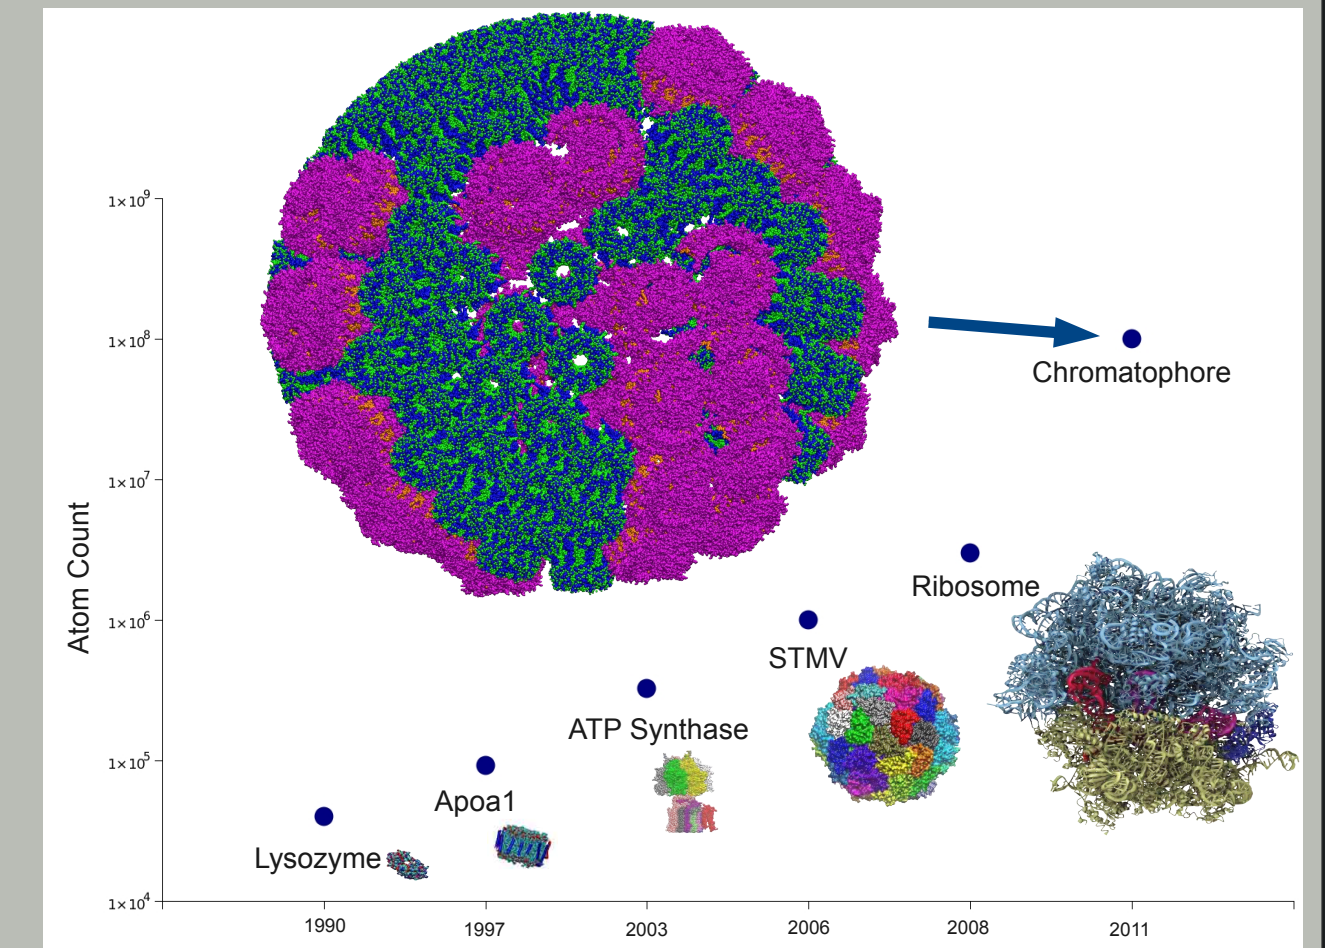 1×10⁹
1×10⁸
Chromatophore
1×10⁷
Atom Count
Ribosome
1×10⁶
STMV
ATP Synthase
1×10⁵
Apoa1
Lysozyme
1×10⁴
1990 1997 2003 2006 2008 2011